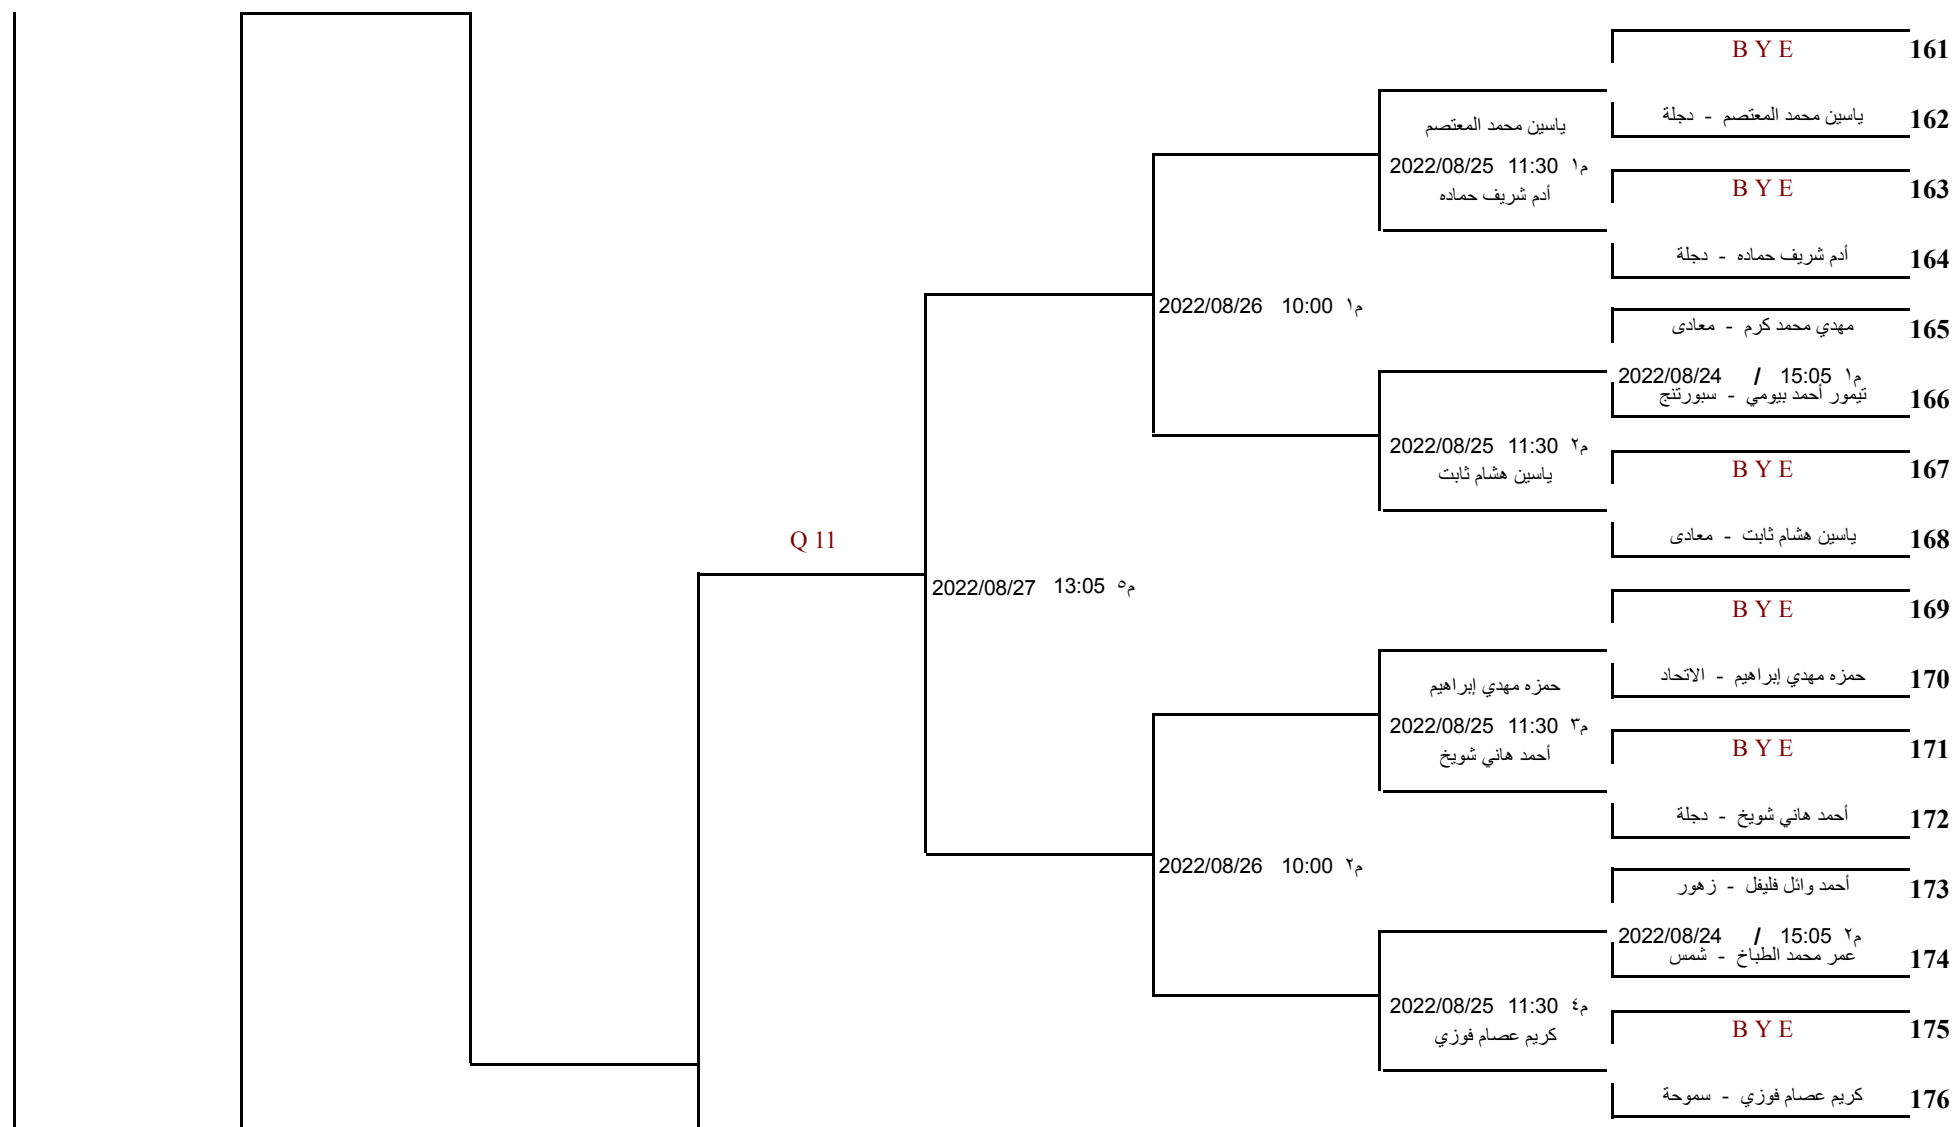 B Y E 161
ياسين محمد المعتصم - دجلة 162
ياسين محمد المعتصم
م١ 11:30 2022/08/25
B Y E 163
أدم شريف حماده
أدم شريف حماده - دجلة 164
م١ 10:00 2022/08/26
مهدي محمد كرم - معادى 165
م١ 15:05 / 2022/08/24
تيمور أحمد بيومي - سبورتنج 166
م٢ 11:30 2022/08/25
B Y E 167
ياسين هشام ثابت
ياسين هشام ثابت - معادى 168
Q 11
م٥ 13:05 2022/08/27
B Y E 169
حمزه مهدي إبراهيم - الاتحاد 170
حمزه مهدي إبراهيم
م٣ 11:30 2022/08/25
B Y E 171
أحمد هاني شويخ
أحمد هاني شويخ - دجلة 172
م٢ 10:00 2022/08/26
أحمد وائل فليفل - زهور 173
م٢ 15:05 / 2022/08/24
عمر محمد الطباخ - شمس 174
م٤ 11:30 2022/08/25
B Y E 175
كريم عصام فوزي
كريم عصام فوزي - سموحة 176